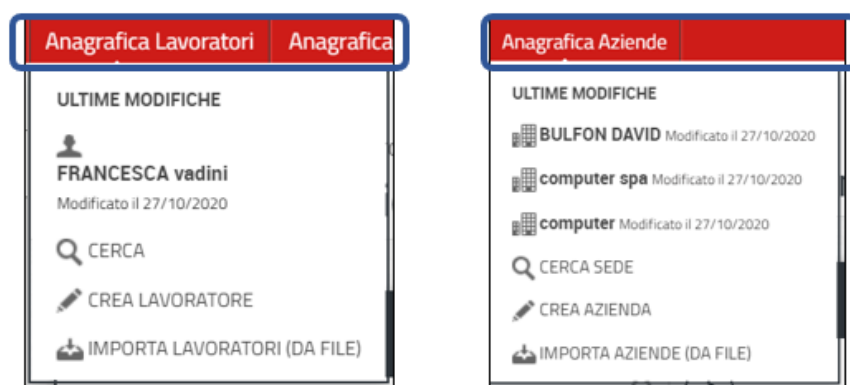 Anagrafica Lavoratori Anagrafica
ULTIME MODIFICHE
FRANCESCA vadini
Modificato il 27/10/2020
CERCA
CREA LAVORATORE
IMPORTA LAVORATORI (DA FILE)
Anagrafica Aziende
ULTIME MODIFICHE
BULFON DAVID Modificato il 27/10/2020
computer spa Modificato il 27/10/2020
computer Modificato il 27/10/2020
CERCA SEDE
CREA AZIENDA
IMPORTA AZIENDE (DA FILE)